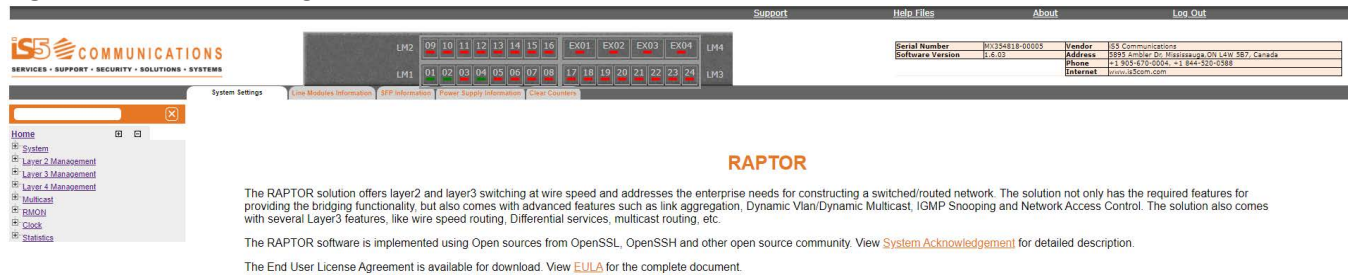 Support Help Files About Log Out
iS5 COMMUNICATIONS
SERVICES • SUPPORT • SECURITY • SOLUTIONS • SYSTEMS
LM2 09 10 11 12 13 14 15 16 EX01 EX02 EX03 EX04 LM4
LM1 01 02 03 04 05 06 07 08 17 18 19 20 21 22 23 24 LM3
Serial Number MX354818-00005 Vendor IS5 Communications
Software Version 1.6.03 Address 5895 Ambler Dr, Mississauga,ON L4W 5B7, Canada
Phone +1 905-670-0004, +1 844-520-0588
Internet www.is5com.com
System Settings Line Modules Information SFP Information Power Supply Information Clear Counters
Home
System
Layer 2 Management
Layer 3 Management
Layer 4 Management
Multicast
RMON
Clock
Statistics
RAPTOR
The RAPTOR solution offers layer2 and layer3 switching at wire speed and addresses the enterprise needs for constructing a switched/routed network. The solution not only has the required features for
providing the bridging functionality, but also comes with advanced features such as link aggregation, Dynamic Vlan/Dynamic Multicast, IGMP Snooping and Network Access Control. The solution also comes
with several Layer3 features, like wire speed routing, Differential services, multicast routing, etc.
The RAPTOR software is implemented using Open sources from OpenSSL, OpenSSH and other open source community. View System Acknowledgement for detailed description.
The End User License Agreement is available for download. View EULA for the complete document.